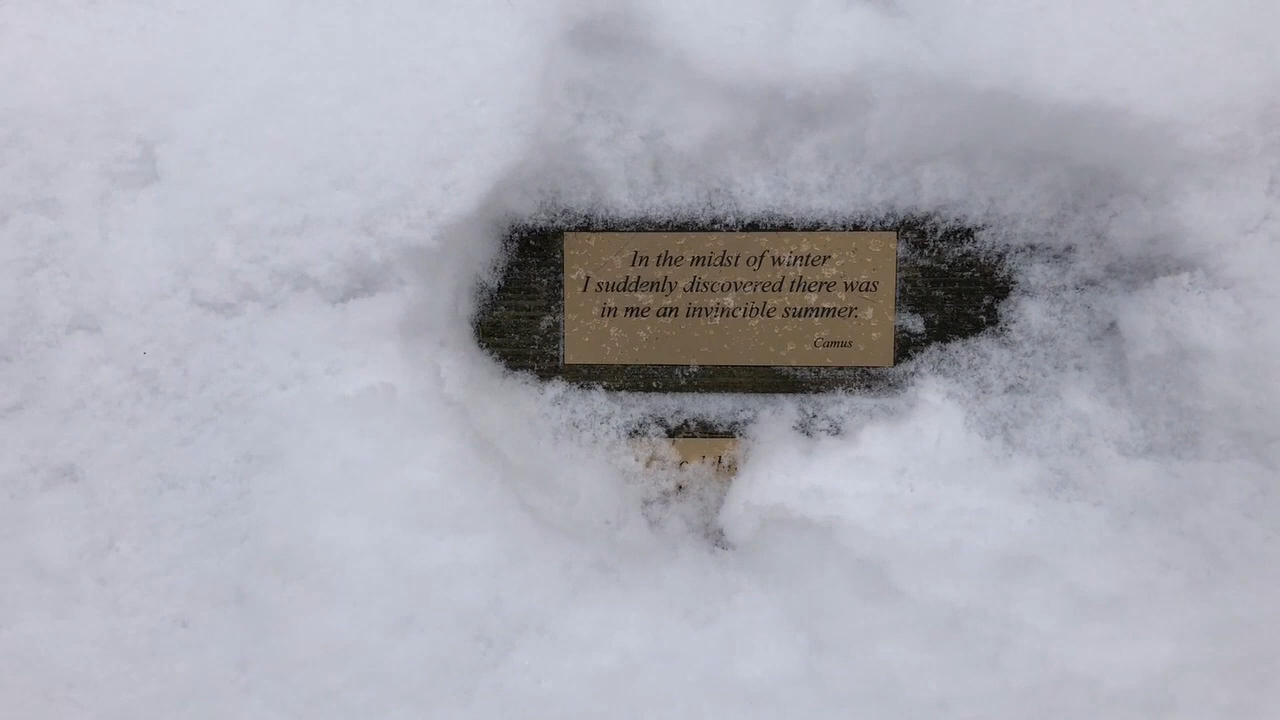 In the midst of winter
I suddenly discovered there was
in me an invincible summer.
Camus